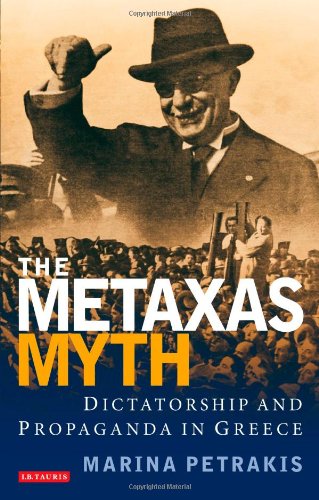 THE
METAXAS
MYTH
DICTATORSHIP AND
PROPAGANDA IN GREECE
I.B.TAURIS
MARINA PETRAKIS